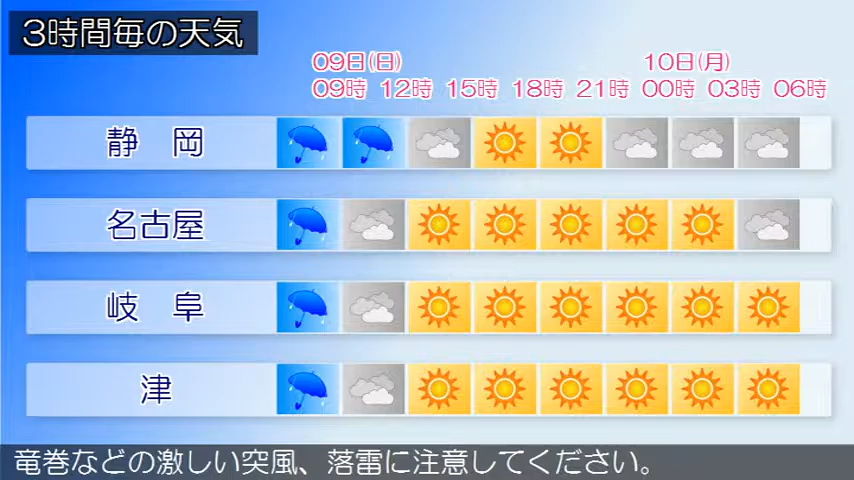 3時間毎の天気
09日(日) 10日(月)
09時 12時 15時 18時 21時 00時 03時 06時
静 岡
名古屋
岐 阜
津
竜巻などの激しい突風、落雷に注意してください。